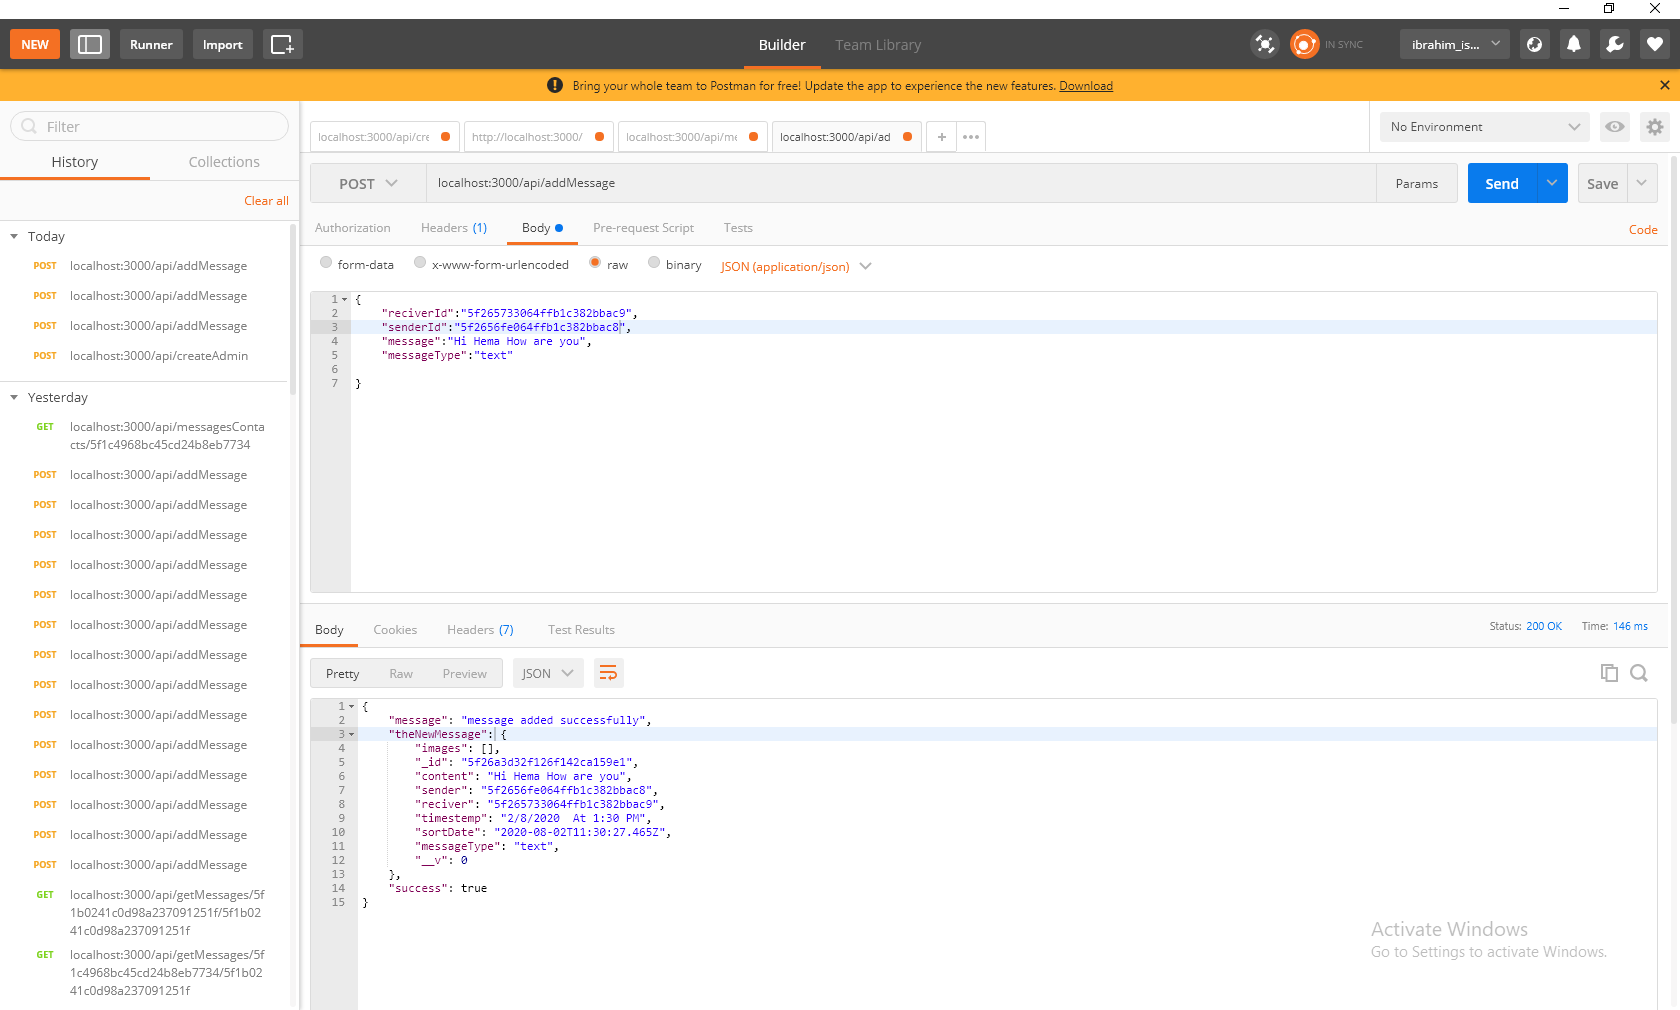 NEW
Runner
Import
Builder
Team Library
IN SYNC
ibrahim_is...
Bring your whole team to Postman for free! Update the app to experience the new features. Download
Filter
History
Collections
Clear all
Today
POST localhost:3000/api/addMessage
POST localhost:3000/api/addMessage
POST localhost:3000/api/addMessage
POST localhost:3000/api/createAdmin
Yesterday
GET localhost:3000/api/messagesConta
cts/5f1c4968bc45cd24b8eb7734
POST localhost:3000/api/addMessage
POST localhost:3000/api/addMessage
POST localhost:3000/api/addMessage
POST localhost:3000/api/addMessage
POST localhost:3000/api/addMessage
POST localhost:3000/api/addMessage
POST localhost:3000/api/addMessage
POST localhost:3000/api/addMessage
POST localhost:3000/api/addMessage
POST localhost:3000/api/addMessage
POST localhost:3000/api/addMessage
POST localhost:3000/api/addMessage
POST localhost:3000/api/addMessage
POST localhost:3000/api/addMessage
GET localhost:3000/api/getMessages/5f
1b0241c0d98a237091251f/5f1b02
41c0d98a237091251f
GET localhost:3000/api/getMessages/5f
1c4968bc45cd24b8eb7734/5f1b02
41c0d98a237091251f
localhost:3000/api/cre
http://localhost:3000/
localhost:3000/api/me
localhost:3000/api/ad
No Environment
POST
localhost:3000/api/addMessage
Params
Send
Save
Authorization
Headers (1)
Body
Pre-request Script
Tests
Code
form-data
x-www-form-urlencoded
raw
binary
JSON (application/json)
1 {
2 "reciverId":"5f265733064ffb1c382bbac9",
3 "senderId":"5f2656fe064ffb1c382bbac8",
4 "message":"Hi Hema How are you",
5 "messageType":"text"
6
7 }
Body
Cookies
Headers (7)
Test Results
Status: 200 OK
Time: 146 ms
Pretty
Raw
Preview
JSON
1 {
2 "message": "message added successfully",
3 "theNewMessage": {
4 "images": [],
5 "_id": "5f26a3d32f126f142ca159e1",
6 "content": "Hi Hema How are you",
7 "sender": "5f2656fe064ffb1c382bbac8",
8 "reciver": "5f265733064ffb1c382bbac9",
9 "timestemp": "2/8/2020  At 1:30 PM",
10 "sortDate": "2020-08-02T11:30:27.465Z",
11 "messageType": "text",
12 "__v": 0
13 },
14 "success": true
15 }
Activate Windows
Go to Settings to activate Windows.